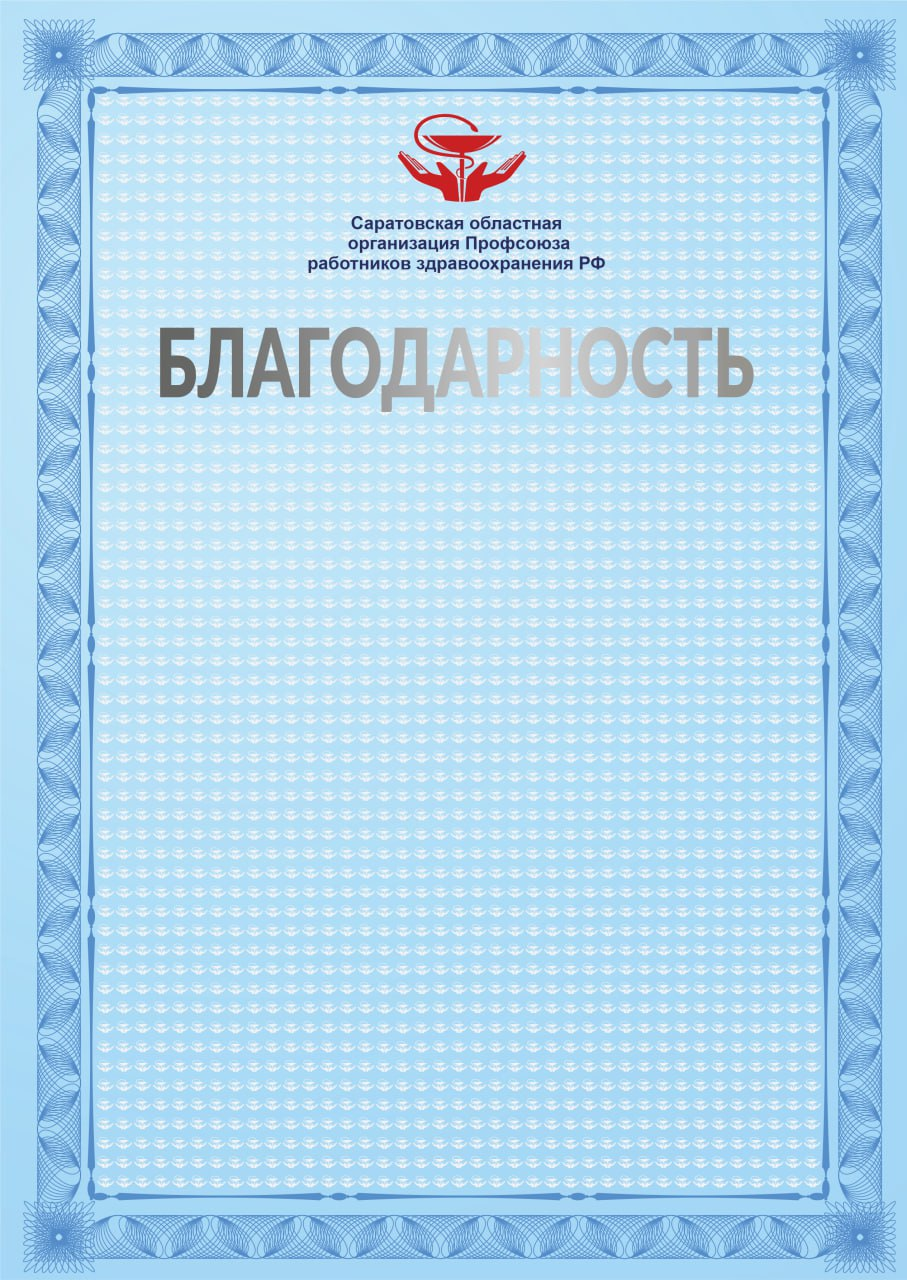 Саратовская областная
организация Профсоюза
работников здравоохранения РФ
БЛАГОДАРНОСТЬ